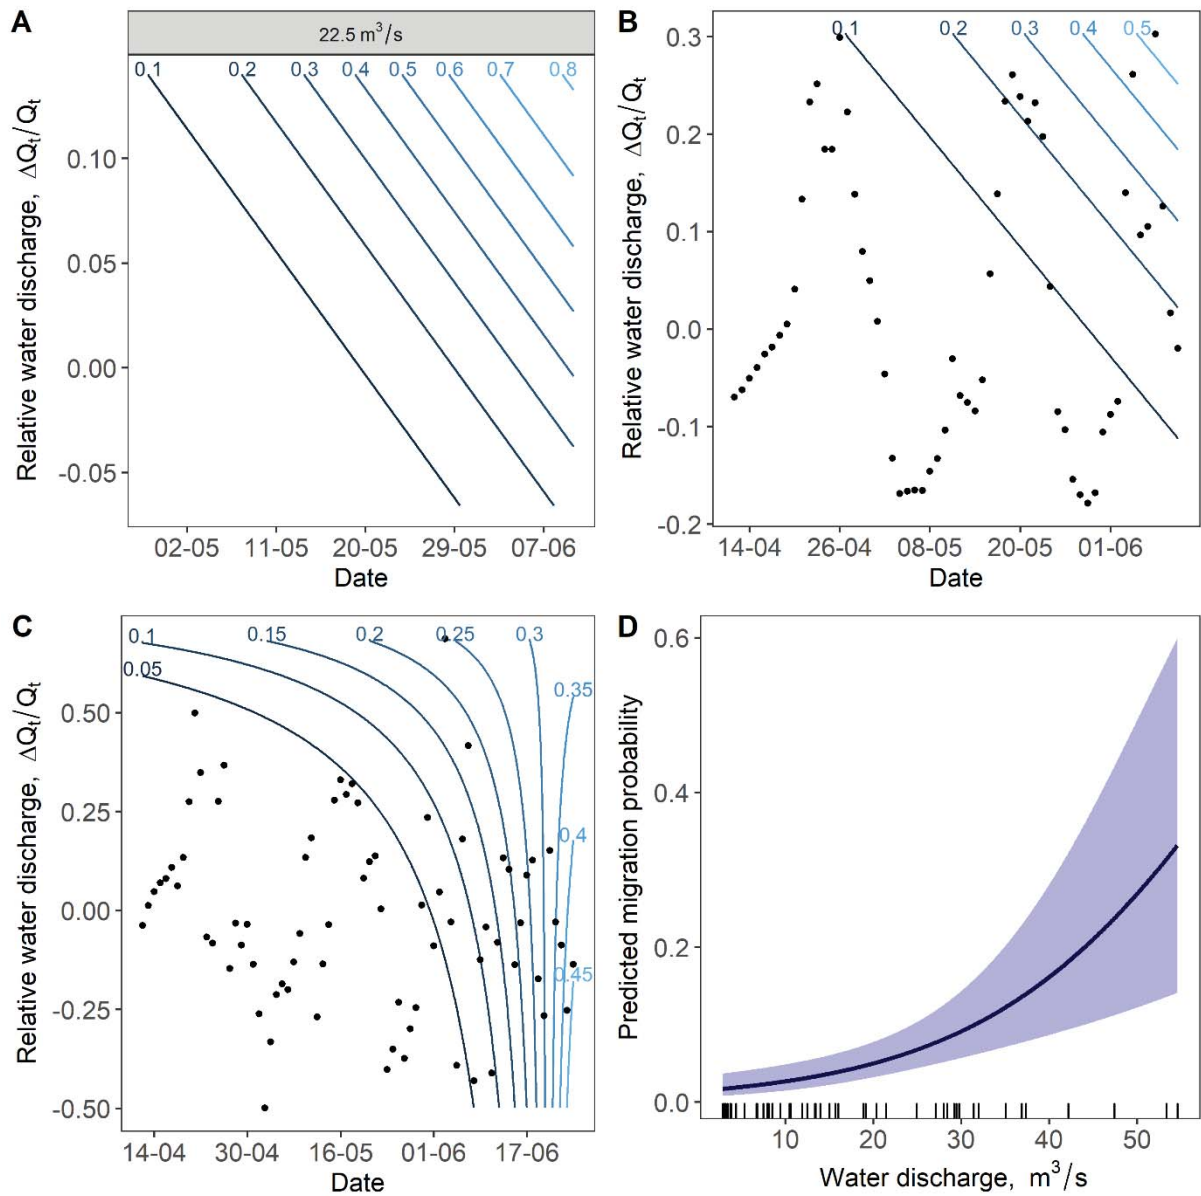 A
22.5 m³/s
0.1 0.2 0.3 0.4 0.5 0.6 0.7 0.8
0.10
0.05
0.00
-0.05
Relative water discharge, ΔQt/Qt
02-05 11-05 20-05 29-05 07-06
Date
B
0.1 0.2 0.3 0.4 0.5
0.3
0.2
0.1
0.0
-0.1
-0.2
Relative water discharge, ΔQt/Qt
14-04 26-04 08-05 20-05 01-06
Date
C
0.1 0.15 0.2 0.25 0.3
0.05
0.35
0.4
0.45
0.50
0.25
0.00
-0.25
-0.50
Relative water discharge, ΔQt/Qt
14-04 30-04 16-05 01-06 17-06
Date
D
0.6
0.4
0.2
0.0
Predicted migration probability
10 20 30 40 50
Water discharge, m³/s